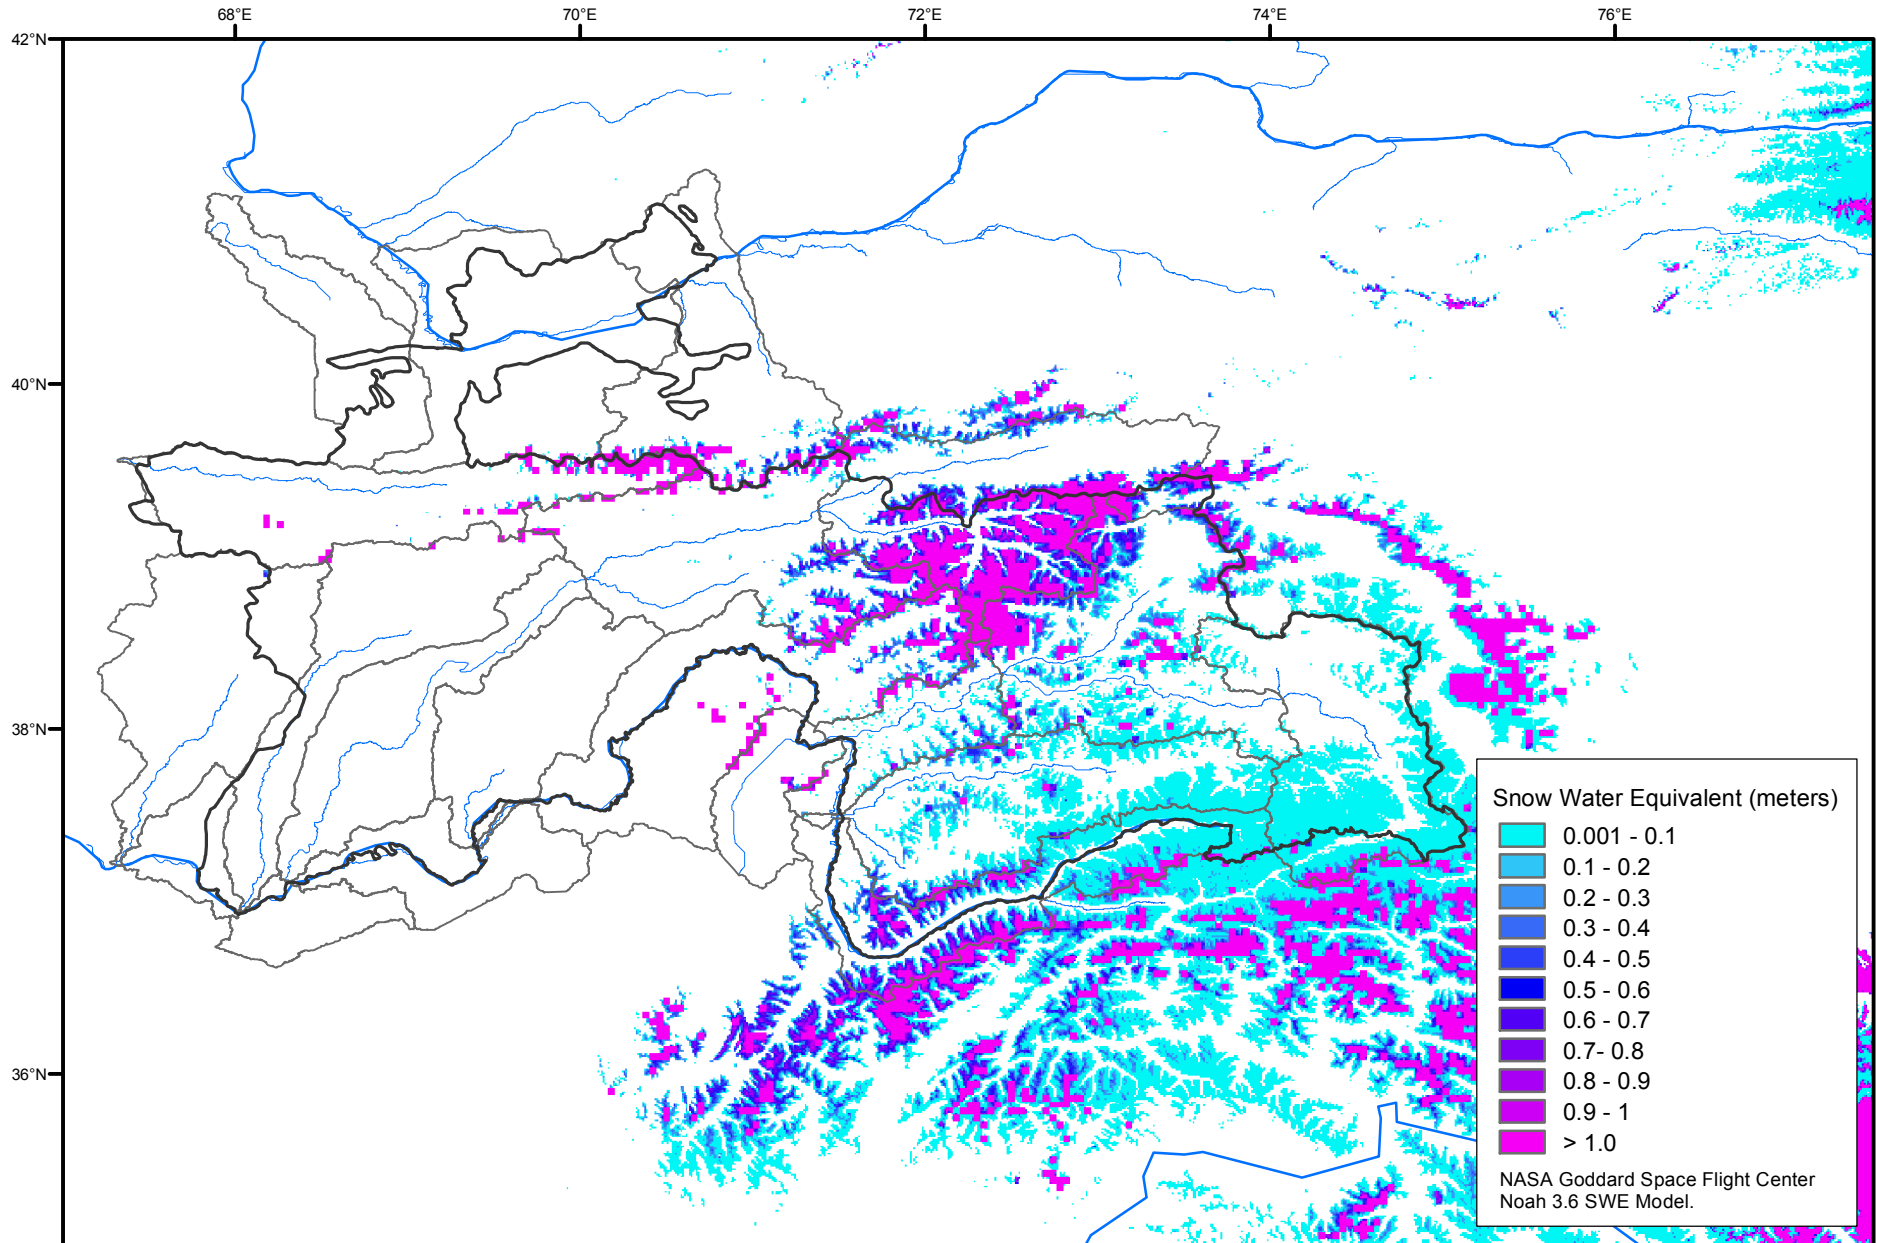 68°E 70°E 72°E 74°E 76°E
42°N
40°N
38°N
36°N
Snow Water Equivalent (meters)
0.001 - 0.1
0.1 - 0.2
0.2 - 0.3
0.3 - 0.4
0.4 - 0.5
0.5 - 0.6
0.6 - 0.7
0.7- 0.8
0.8 - 0.9
0.9 - 1
> 1.0
NASA Goddard Space Flight Center
Noah 3.6 SWE Model.